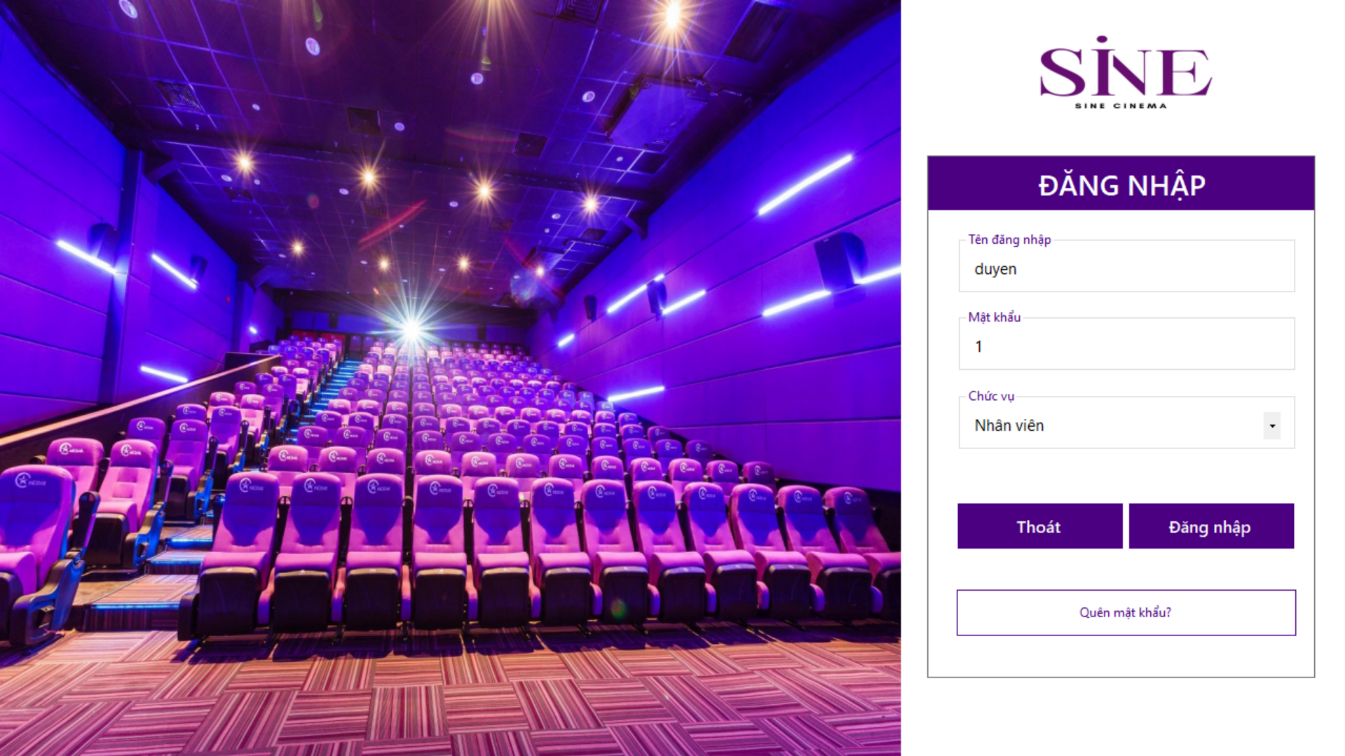 SiNE
SINE CINEMA
ĐĂNG NHẬP
Tên đăng nhập
duyen
Mật khẩu
1
Chức vụ
Nhân viên
Thoát
Đăng nhập
Quên mật khẩu?